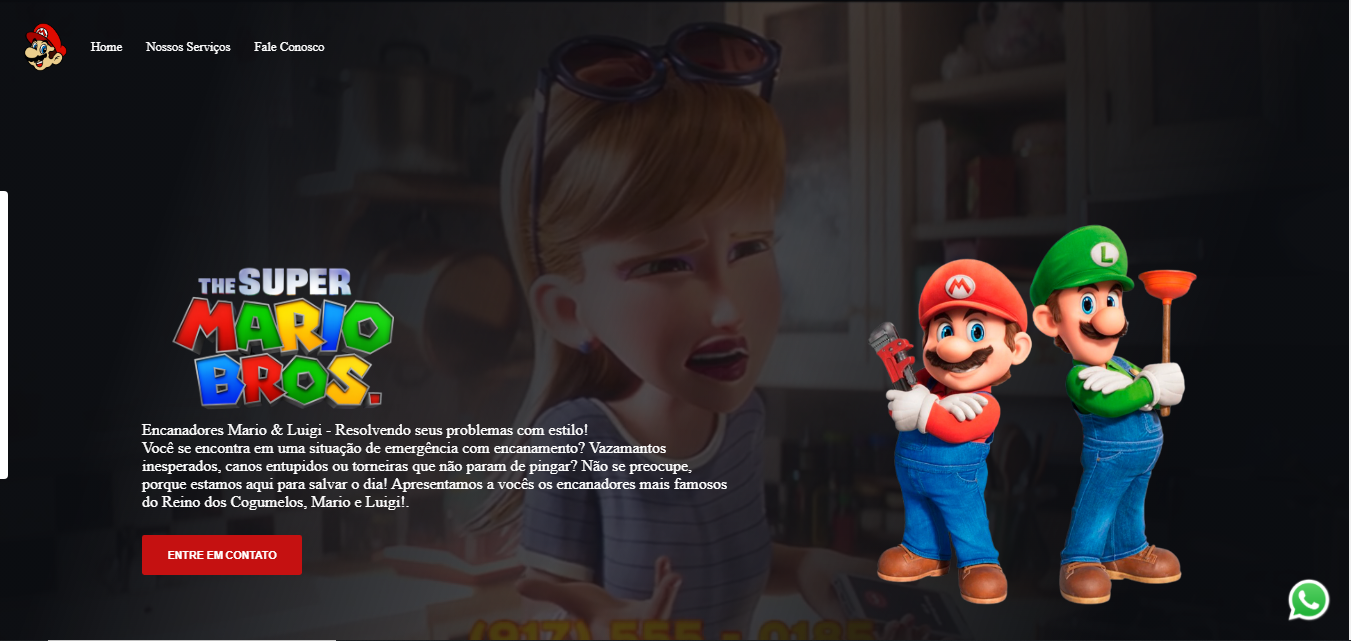 Home
Nossos Serviços
Fale Conosco
THE SUPER
MARIO
BROS.
M
L
Encanadores Mario & Luigi - Resolvendo seus problemas com estilo!
Você se encontra em uma situação de emergência com encanamento? Vazamantos
inesperados, canos entupidos ou torneiras que não param de pingar? Não se preocupe,
porque estamos aqui para salvar o dia! Apresentamos a vocês os encanadores mais famosos
do Reino dos Cogumelos, Mario e Luigi!.
ENTRE EM CONTATO
(917) 555 - 0185